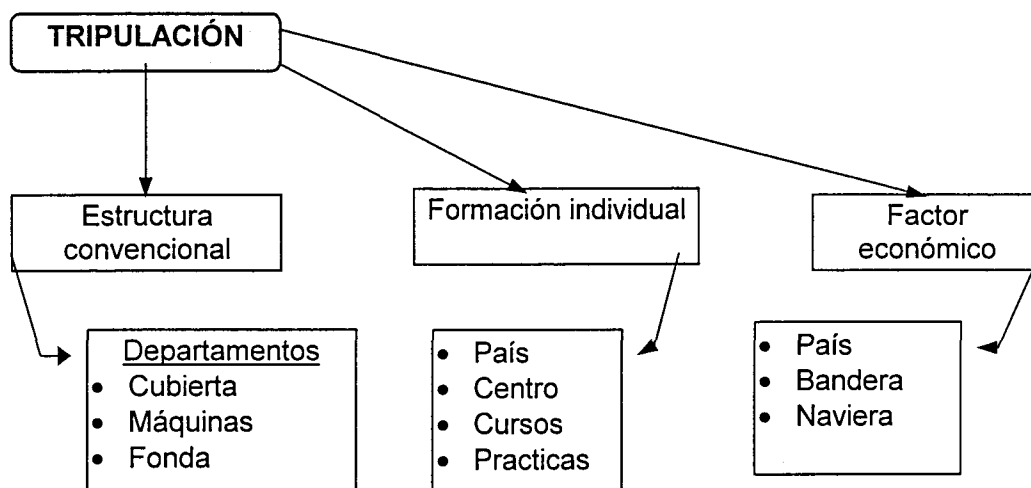 TRIPULACIÓN
Estructura
convencional
Formación individual
Factor
económico
Departamentos
• Cubierta
• Máquinas
• Fonda
• País
• Centro
• Cursos
• Practicas
• País
• Bandera
• Naviera